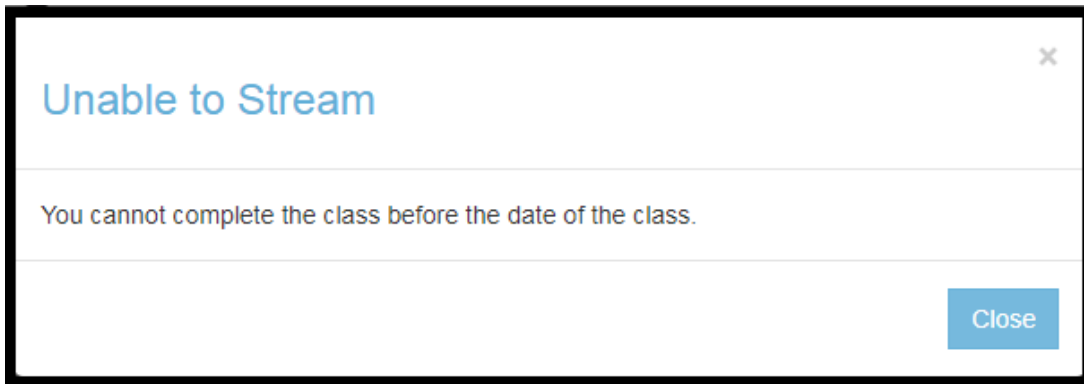 ×
Unable to Stream
You cannot complete the class before the date of the class.
Close